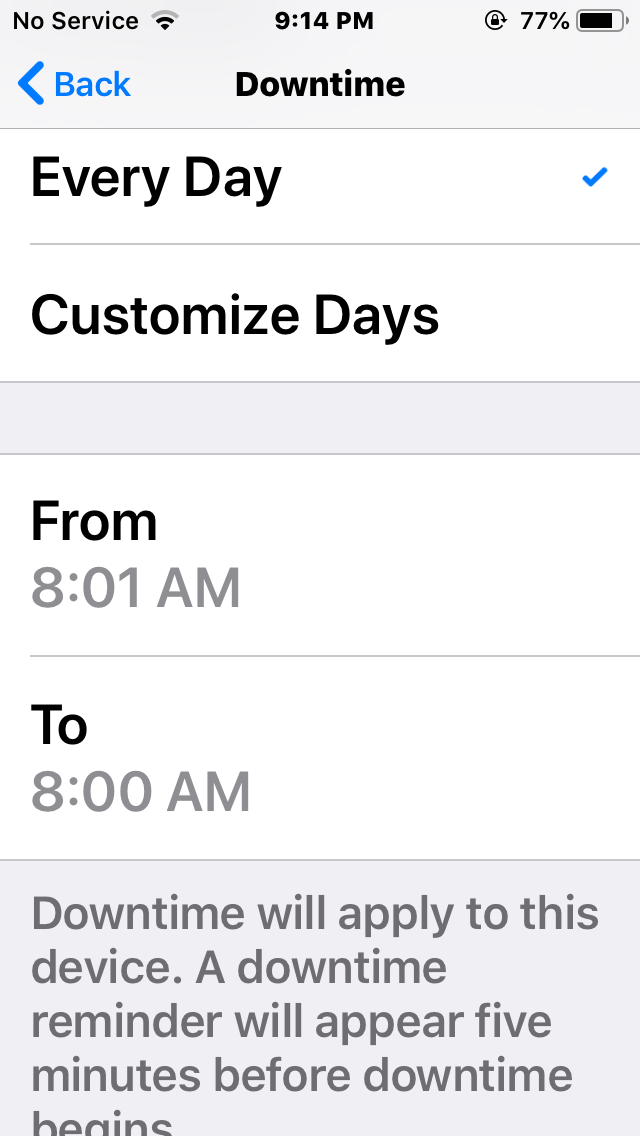 No Service 9:14 PM 77%
Back Downtime
Every Day
Customize Days
From
8:01 AM
To
8:00 AM
Downtime will apply to this
device. A downtime
reminder will appear five
minutes before downtime
begins